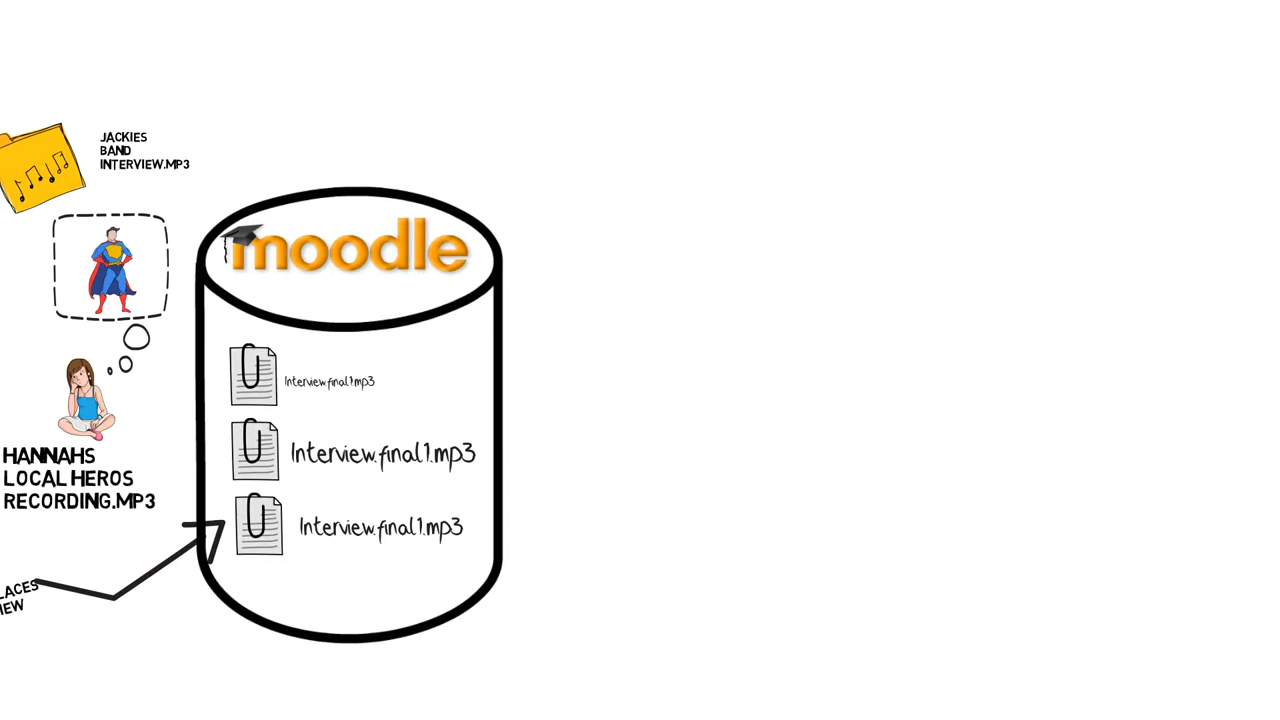 JACKIES
BAND
INTERVIEW.MP3
moodle
Interview.final1.mp3
Interview.final1.mp3
HANNAHS
LOCAL HEROS
RECORDING.MP3
Interview.final1.mp3